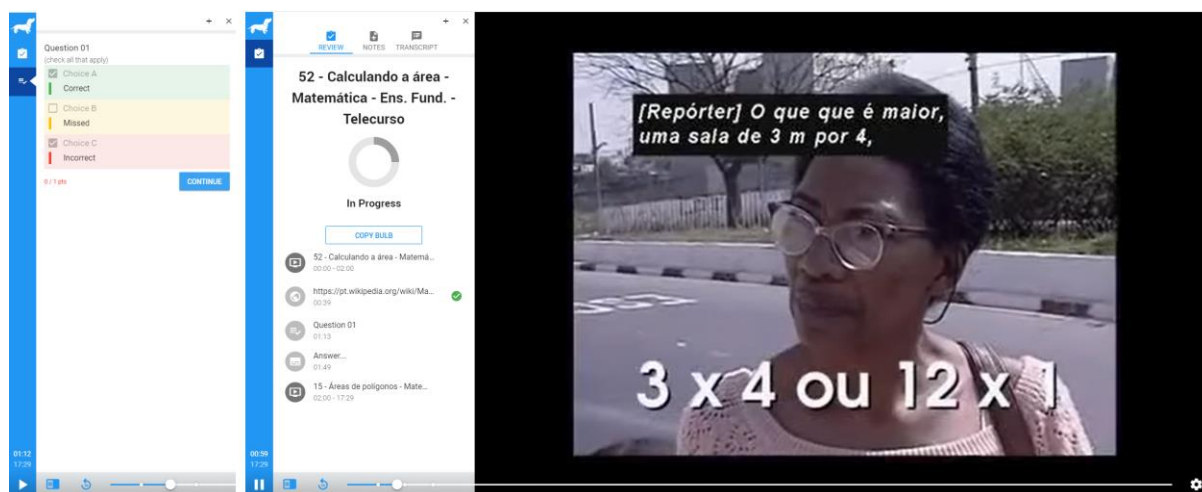 Question 01
(check all that apply)
Choice A
Correct
Choice B
Missed
Choice C
Incorrect
0 / 1 pts
CONTINUE
01:12
17:29
REVIEW NOTES TRANSCRIPT
52 - Calculando a área -
Matemática - Ens. Fund. -
Telecurso
In Progress
COPY BULB
52 - Calculando a área - Matemá...
00:00 - 02:00
https://pt.wikipedia.org/wiki/Ma...
00:39
Question 01
01:13
Answer...
01:49
15 - Áreas de polígonos - Mate...
02:00 - 17:29
00:59
17:29
[Repórter] O que que é maior,
uma sala de 3 m por 4,
3 x 4 ou 12 x 1